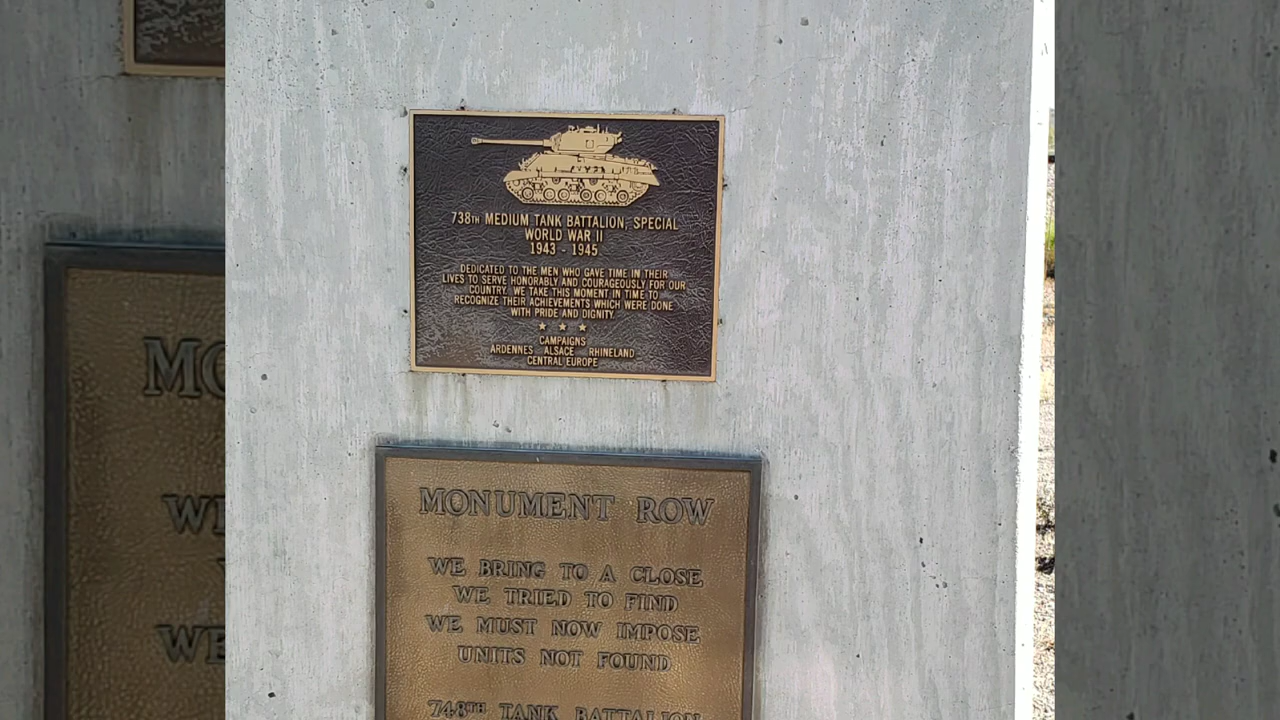 738TH MEDIUM TANK BATTALION, SPECIAL
WORLD WAR II
1943 - 1945
DEDICATED TO THE MEN WHO GAVE TIME IN THEIR
LIVES TO SERVE HONORABLY AND COURAGEOUSLY FOR OUR
COUNTRY. WE TAKE THIS MOMENT IN TIME TO
RECOGNIZE THEIR ACHIEVEMENTS WHICH WERE DONE
WITH PRIDE AND DIGNITY.
CAMPAIGNS
ARDENNES ALSACE RHINELAND
CENTRAL EUROPE
MONUMENT ROW
WE BRING TO A CLOSE
WE TRIED TO FIND
WE MUST NOW IMPOSE
UNITS NOT FOUND
748TH TANK BATTALION